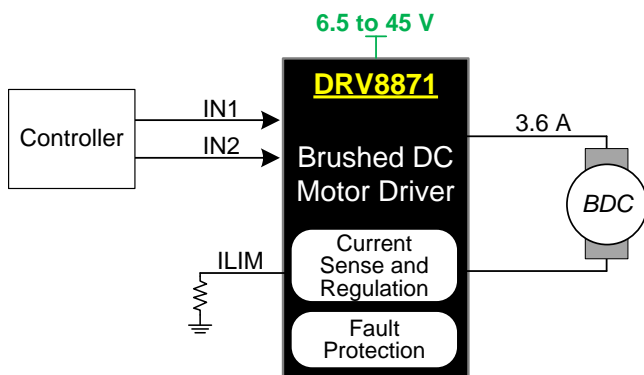 6.5 to 45 V
DRV8871
Controller
IN1
IN2
Brushed DC
Motor Driver
3.6 A
BDC
ILIM
Current
Sense and
Regulation
Fault
Protection